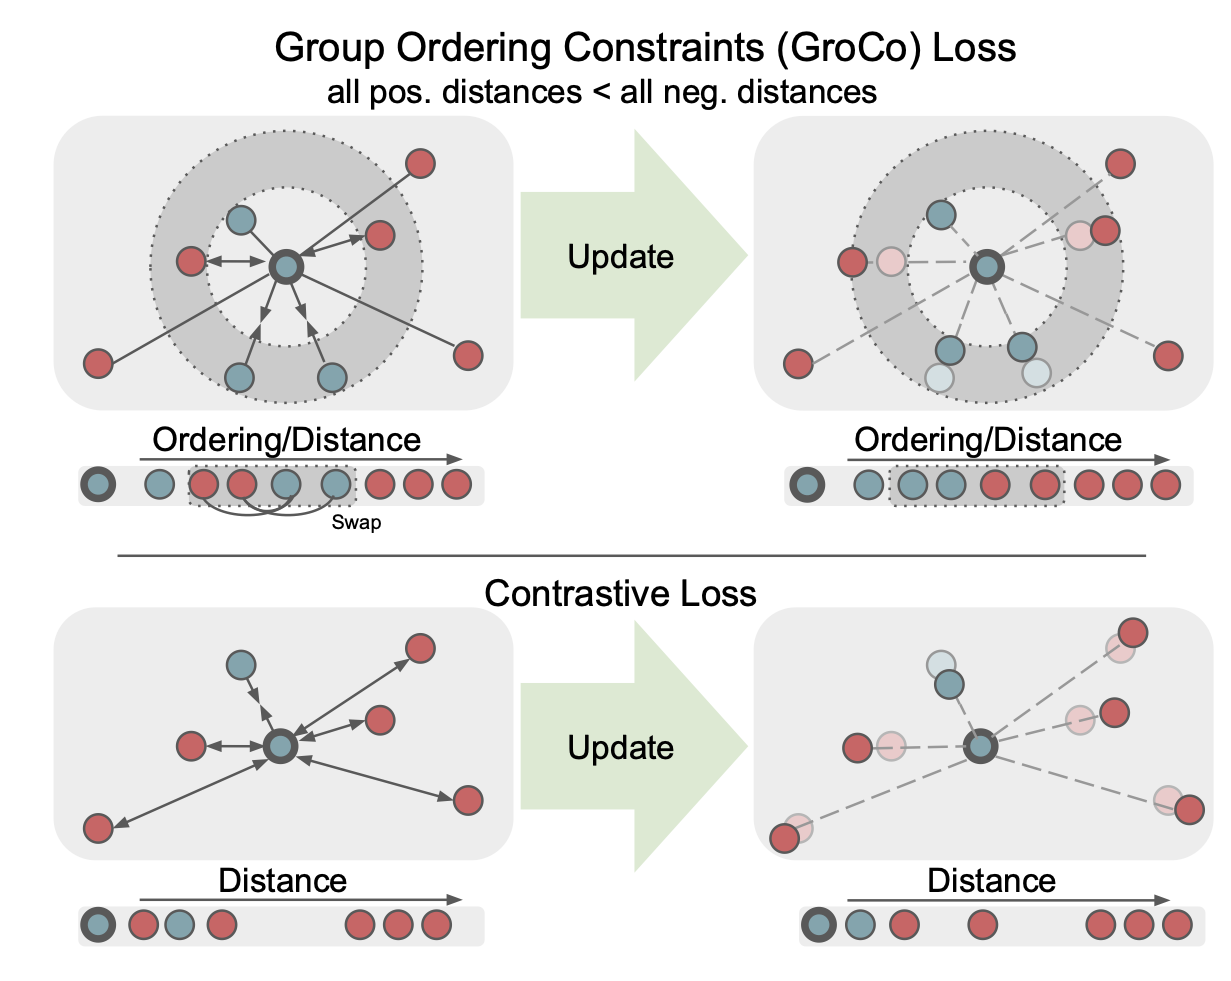 Group Ordering Constraints (GroCo) Loss
all pos. distances < all neg. distances
Update
Ordering/Distance
Ordering/Distance
Swap
Contrastive Loss
Update
Distance
Distance